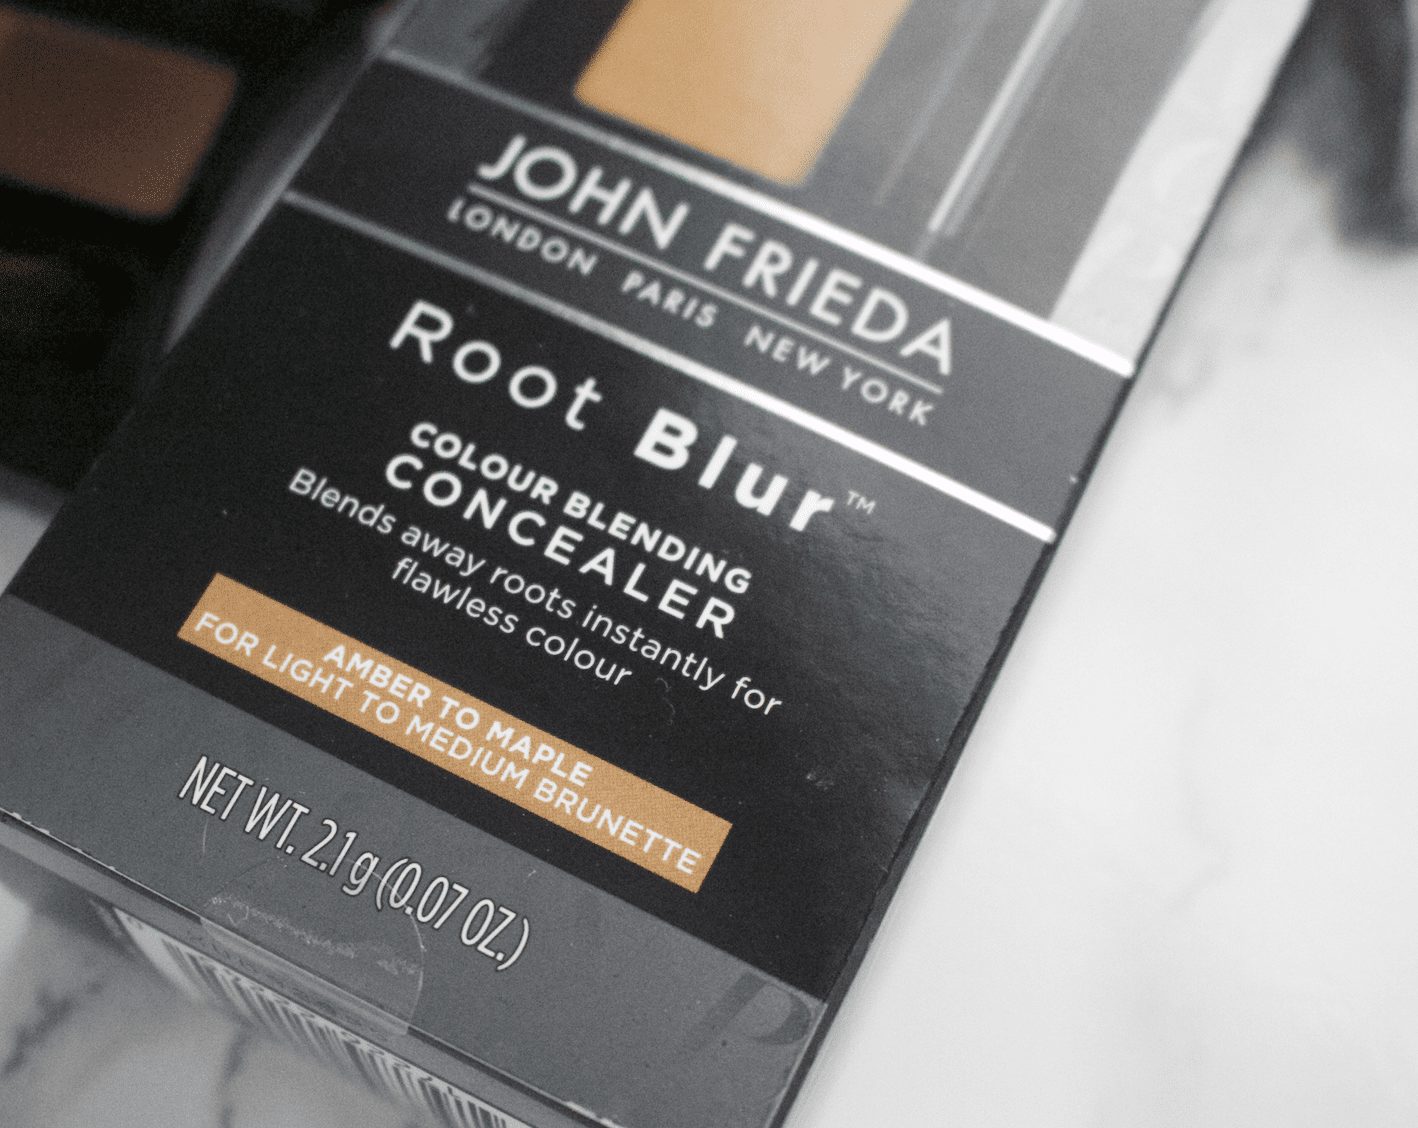 JOHN FRIEDA
LONDON PARIS NEW YORK
Root Blur™
COLOUR BLENDING
CONCEALER
Blends away roots instantly for
flawless colour
AMBER TO MAPLE
FOR LIGHT TO MEDIUM BRUNETTE
NET WT. 2.1 g (0.07 OZ.)